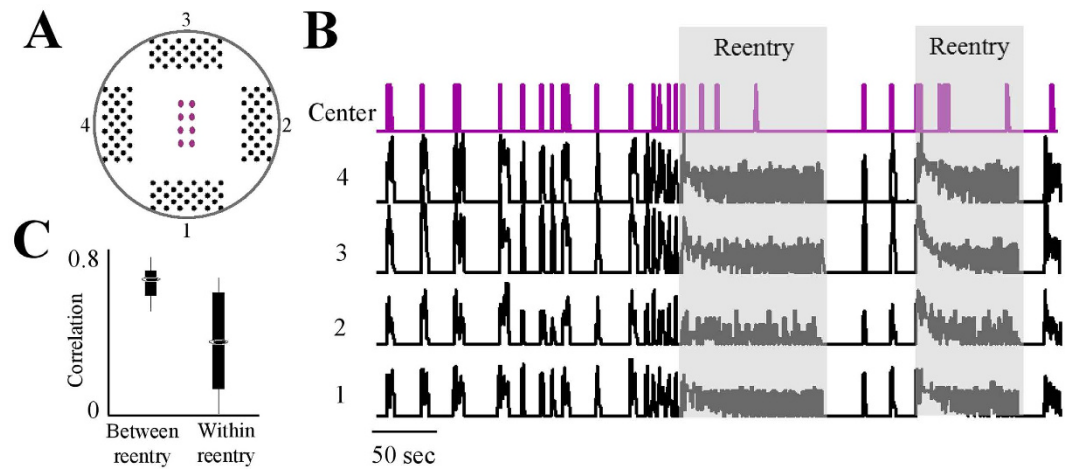 A
3
4
2
1
B
Reentry
Reentry
Center
4
3
2
1
50 sec
C
0.8
Correlation
0
Between
reentry
Within
reentry